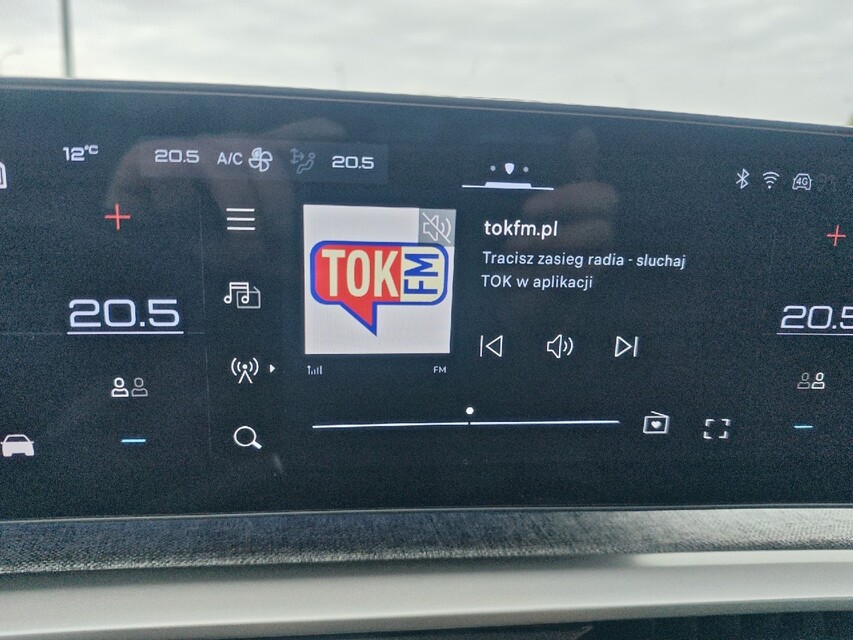 12°C
20.5 A/C 20.5
4G
tokfm.pl
TOK FM
Tracisz zasieg radia - sluchaj
TOK w aplikacji
20.5
20.5
FM